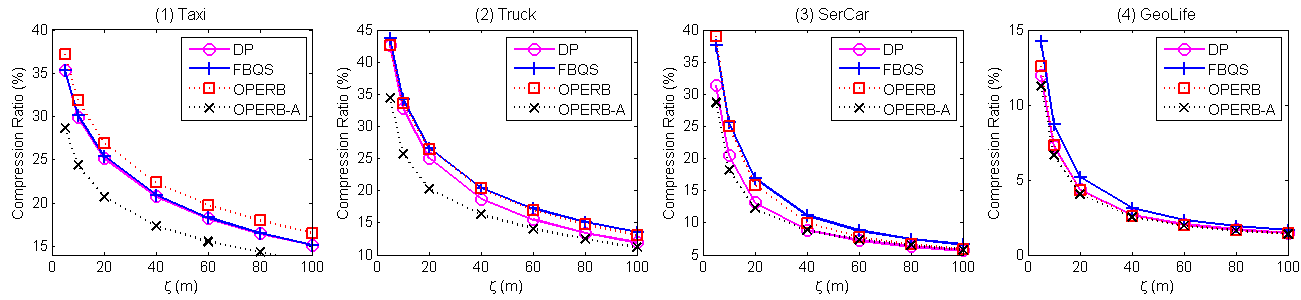 (1) Taxi
Compression Ratio (%)
40
35
30
25
20
15
0
20
40
60
80
100
ζ (m)
DP
FBQS
OPERB
OPERB-A
(2) Truck
Compression Ratio (%)
45
40
35
30
25
20
15
10
0
20
40
60
80
100
ζ (m)
DP
FBQS
OPERB
OPERB-A
(3) SerCar
Compression Ratio (%)
40
35
30
25
20
15
10
5
0
20
40
60
80
100
ζ (m)
DP
FBQS
OPERB
OPERB-A
(4) GeoLife
Compression Ratio (%)
15
10
5
0
0
20
40
60
80
100
ζ (m)
DP
FBQS
OPERB
OPERB-A